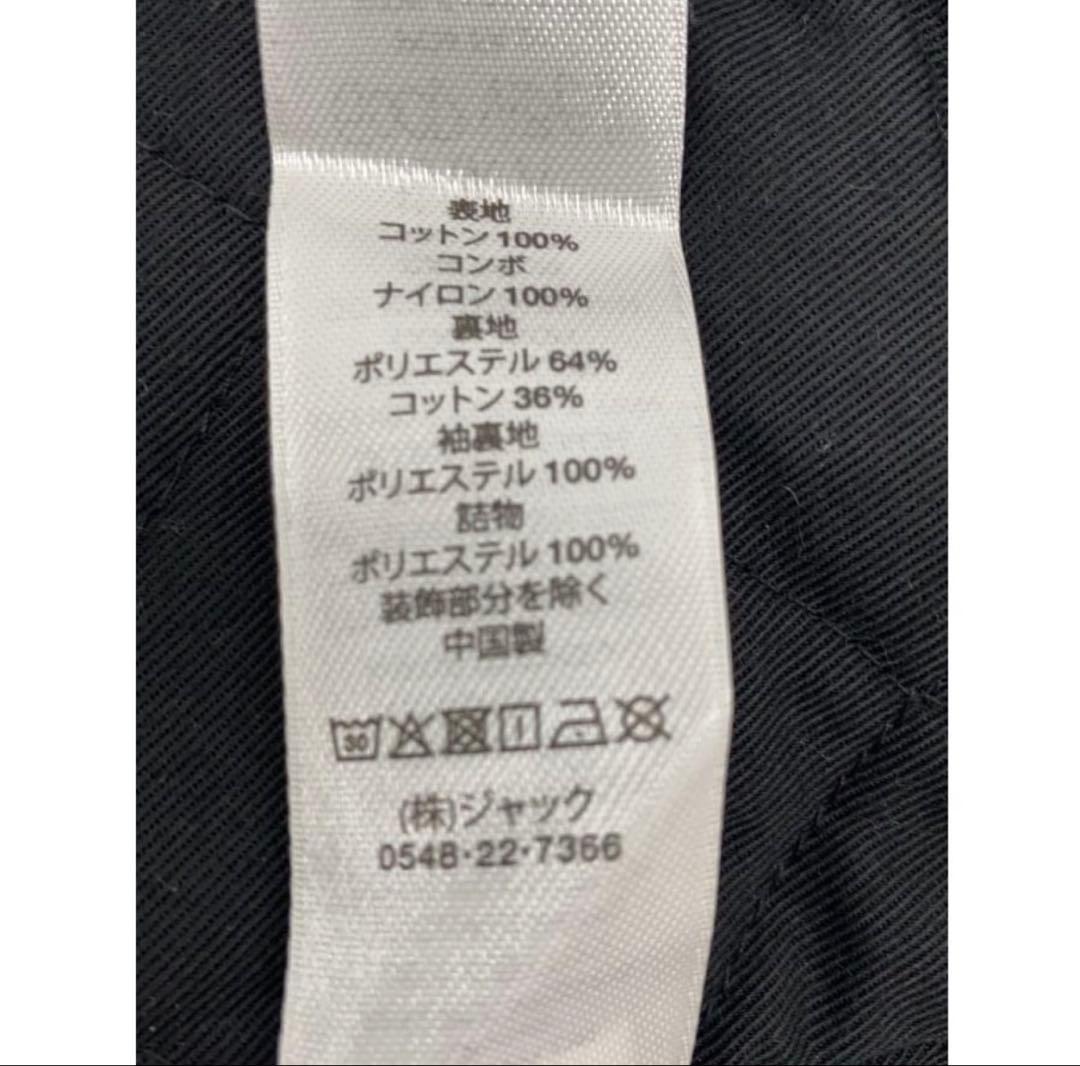 表地
コットン 100%
コンボ
ナイロン 100%
裏地
ポリエステル 64%
コットン 36%
袖裏地
ポリエステル 100%
詰物
ポリエステル 100%
装飾部分を除く
中国製
30
(株)ジャック
0548·22·7366